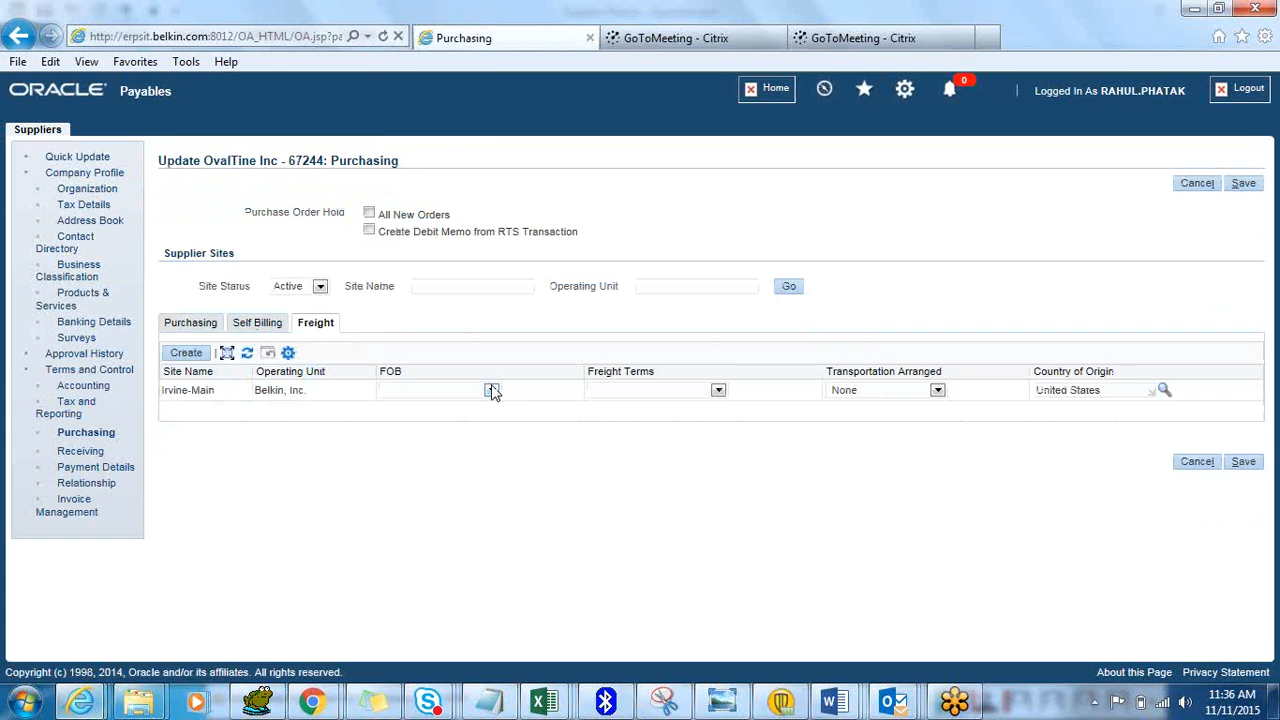 http://erpsit.belkin.com:8012/OA_HTML/OA.jsp?pa
Purchasing
GoToMeeting - Citrix
GoToMeeting - Citrix
File Edit View Favorites Tools Help
ORACLE Payables
Home
0
Logged In As RAHUL.PHATAK
Logout
Suppliers
Quick Update
Company Profile
Organization
Tax Details
Address Book
Contact
Directory
Business
Classification
Products &
Services
Banking Details
Surveys
Approval History
Terms and Control
Accounting
Tax and
Reporting
Purchasing
Receiving
Payment Details
Relationship
Invoice
Management
Update OvalTine Inc - 67244: Purchasing
Cancel Save
Purchase Order Hold All New Orders
Create Debit Memo from RTS Transaction
Supplier Sites
Site Status Active Site Name Operating Unit Go
Purchasing Self Billing Freight
Create
Site Name Operating Unit FOB Freight Terms Transportation Arranged Country of Origin
Irvine-Main Belkin, Inc. None United States
Cancel Save
Copyright (c) 1998, 2014, Oracle and/or its affiliates. All rights reserved.
About this Page Privacy Statement
11:36 AM
11/11/2015